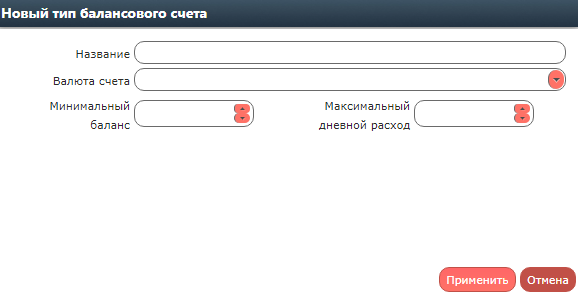 Новый тип балансового счета
Название
Валюта счета
Минимальный Максимальный
баланс дневной расход
Применить Отмена